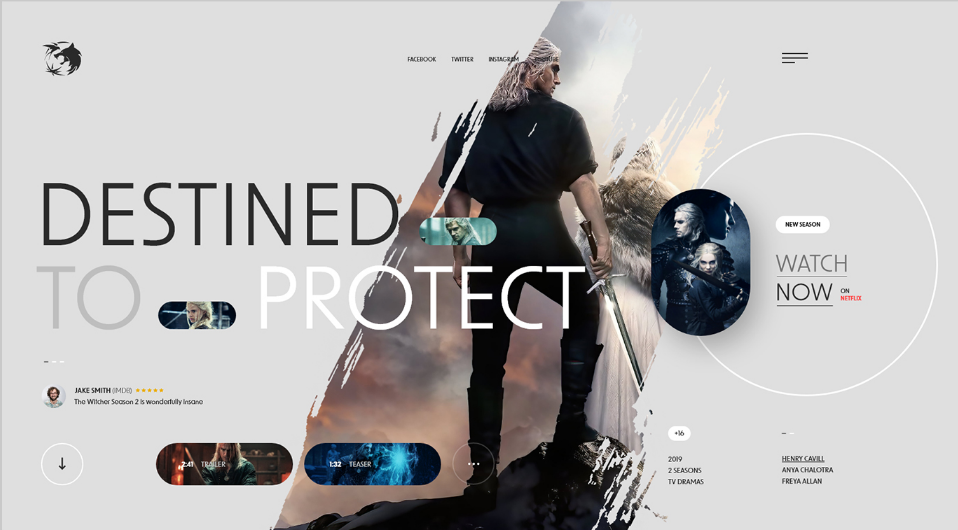 FACEBOOK
TWITTER
INSTAGRAM
DESTINED
TO PROTECT
NEW SEASON
WATCH
NOW
ON
NETFLIX
JAKE SMITH (IMDB)
The Witcher Season 2 is wonderfully insane
2:41 TRAILER
1:32 TEASER
+16
2019
2 SEASONS
TV DRAMAS
HENRY CAVILL
ANYA CHALOTRA
FREYA ALLAN